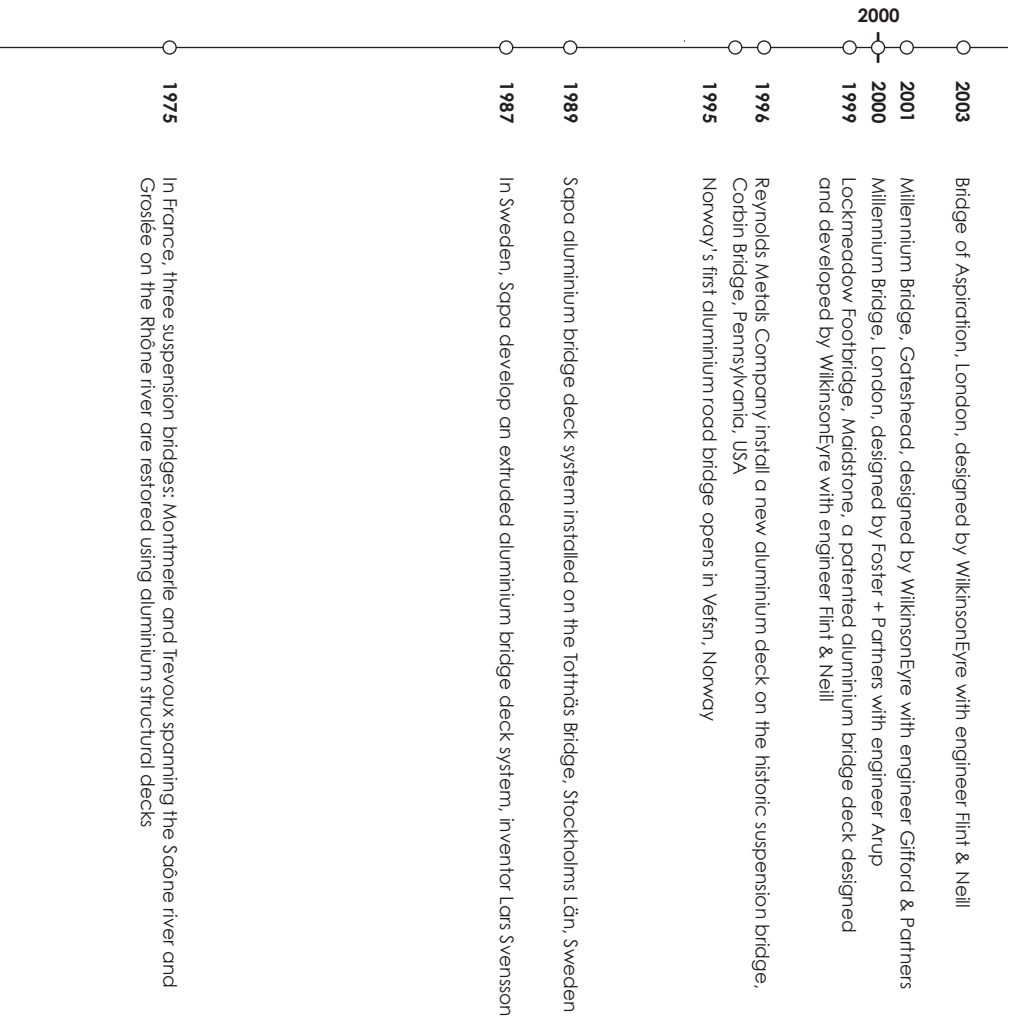 2000
2003 Bridge of Aspiration, London, designed by WilkinsonEyre with engineer Flint & Neill
2001 Millennium Bridge, Gateshead, designed by WilkinsonEyre with engineer Gifford & Partners
2000 Millennium Bridge, London, designed by Foster + Partners with engineer Arup
1999 Lockmeadow Footbridge, Maidstone, a patented aluminium bridge deck designed
and developed by WilkinsonEyre with engineer Flint & Neill
1996 Reynolds Metals Company install a new aluminium deck on the historic suspension bridge,
Corbin Bridge, Pennsylvania, USA
1995 Norway's first aluminium road bridge opens in Vefsn, Norway
1989 Sapa aluminium bridge deck system installed on the Tottnäs Bridge, Stockholms Län, Sweden
1987 In Sweden, Sapa develop an extruded aluminium bridge deck system, inventor Lars Svensson
1975 In France, three suspension bridges: Montmerle and Trevoux spanning the Saône river and
Groslée on the Rhône river are restored using aluminium structural decks